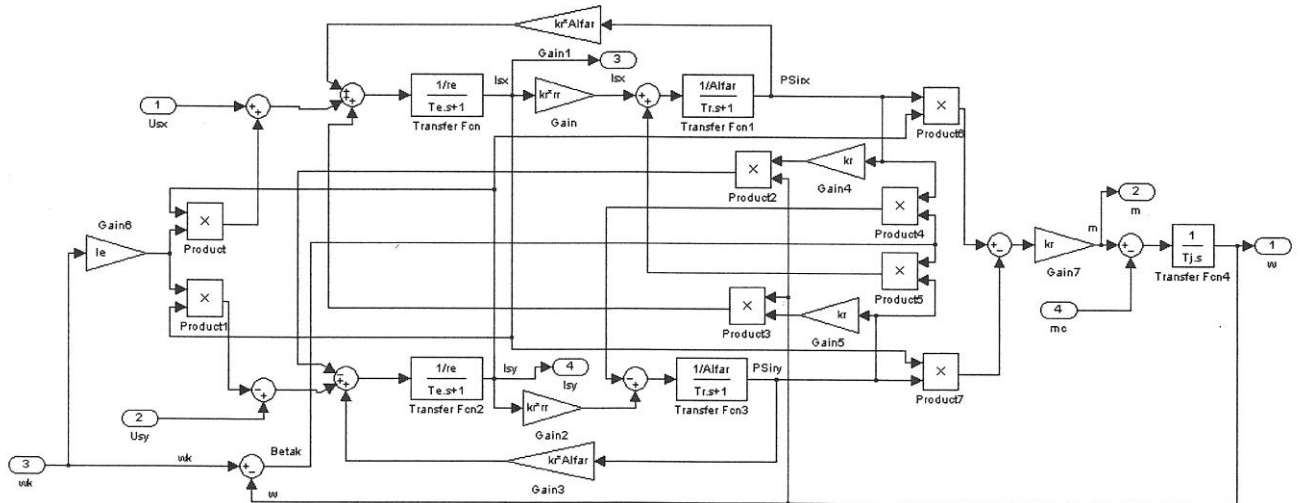 kr*Alfar
Gain1
3
Isx
Isx
1
Usx
1/re
Te.s+1
Transfer Fcn
kr*rr
Gain
1/Alfar
Tr.s+1
Transfer Fcn1
PSirx
×
Product6
×
Product2
kr
Gain4
Gain6
×
Product
×
Product4
2
m
le
m
kr
Gain7
1
Tj.s
Transfer Fcn4
1
w
×
Product1
×
Product5
×
Product3
kr
Gain5
4
mc
1/re
Te.s+1
Transfer Fcn2
Isy
4
Isy
1/Alfar
Tr.s+1
Transfer Fcn3
PSiry
×
Product7
2
Usy
kr*rr
Gain2
3
wk
wk
Betak
w
kr*Alfar
Gain3